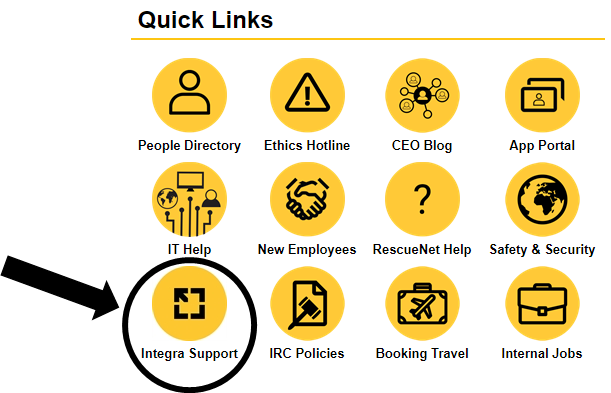 Quick Links
People Directory
Ethics Hotline
CEO Blog
App Portal
IT Help
New Employees
RescueNet Help
Safety & Security
Integra Support
IRC Policies
Booking Travel
Internal Jobs